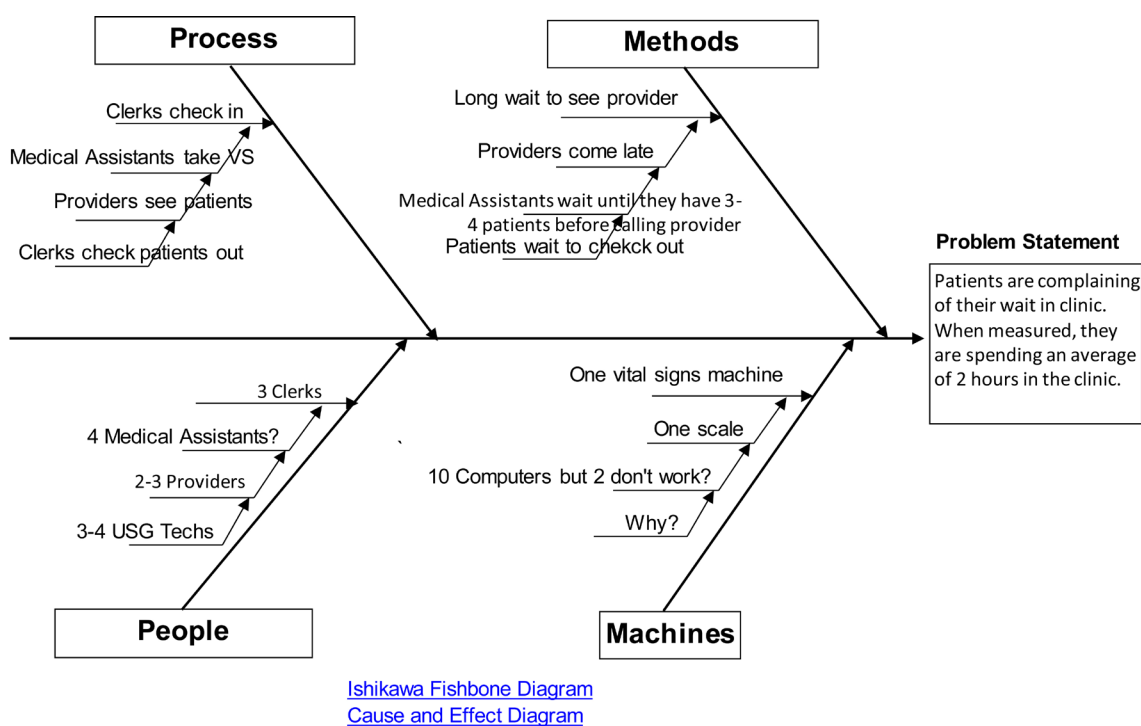 Process
Methods
Clerks check in
Medical Assistants take VS
Providers see patients
Clerks check patients out
Long wait to see provider
Providers come late
Medical Assistants wait until they have 3-
4 patients before calling provider
Patients wait to chekck out
Problem Statement
Patients are complaining
of their wait in clinic.
When measured, they
are spending an average
of 2 hours in the clinic.
3 Clerks
4 Medical Assistants?
2-3 Providers
3-4 USG Techs
One vital signs machine
One scale
10 Computers but 2 don't work?
Why?
People
Machines
Ishikawa Fishbone Diagram
Cause and Effect Diagram